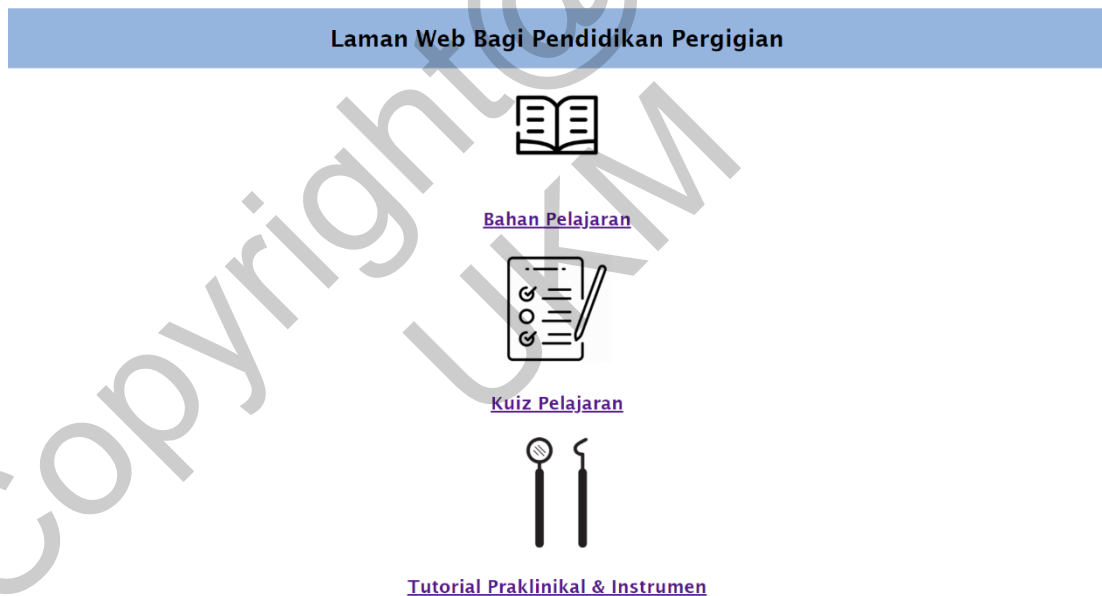 Laman Web Bagi Pendidikan Pergigian
Bahan Pelajaran
Kuiz Pelajaran
Tutorial Praklinikal & Instrumen
Copyright@
UKM